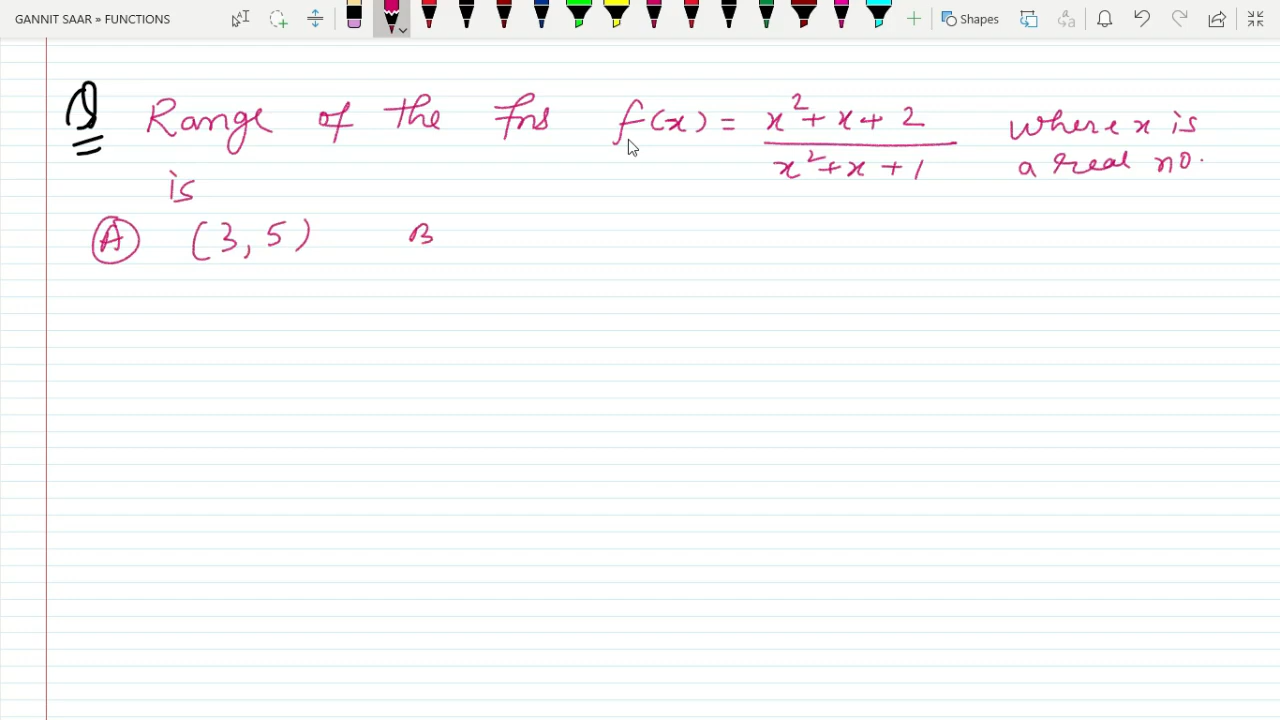 GANNIT SAAR » FUNCTIONS
Shapes
Q Range of the fns f(x) = x²+x+2 / x²+x+1 where x is
a real no.
is
A (3, 5) B